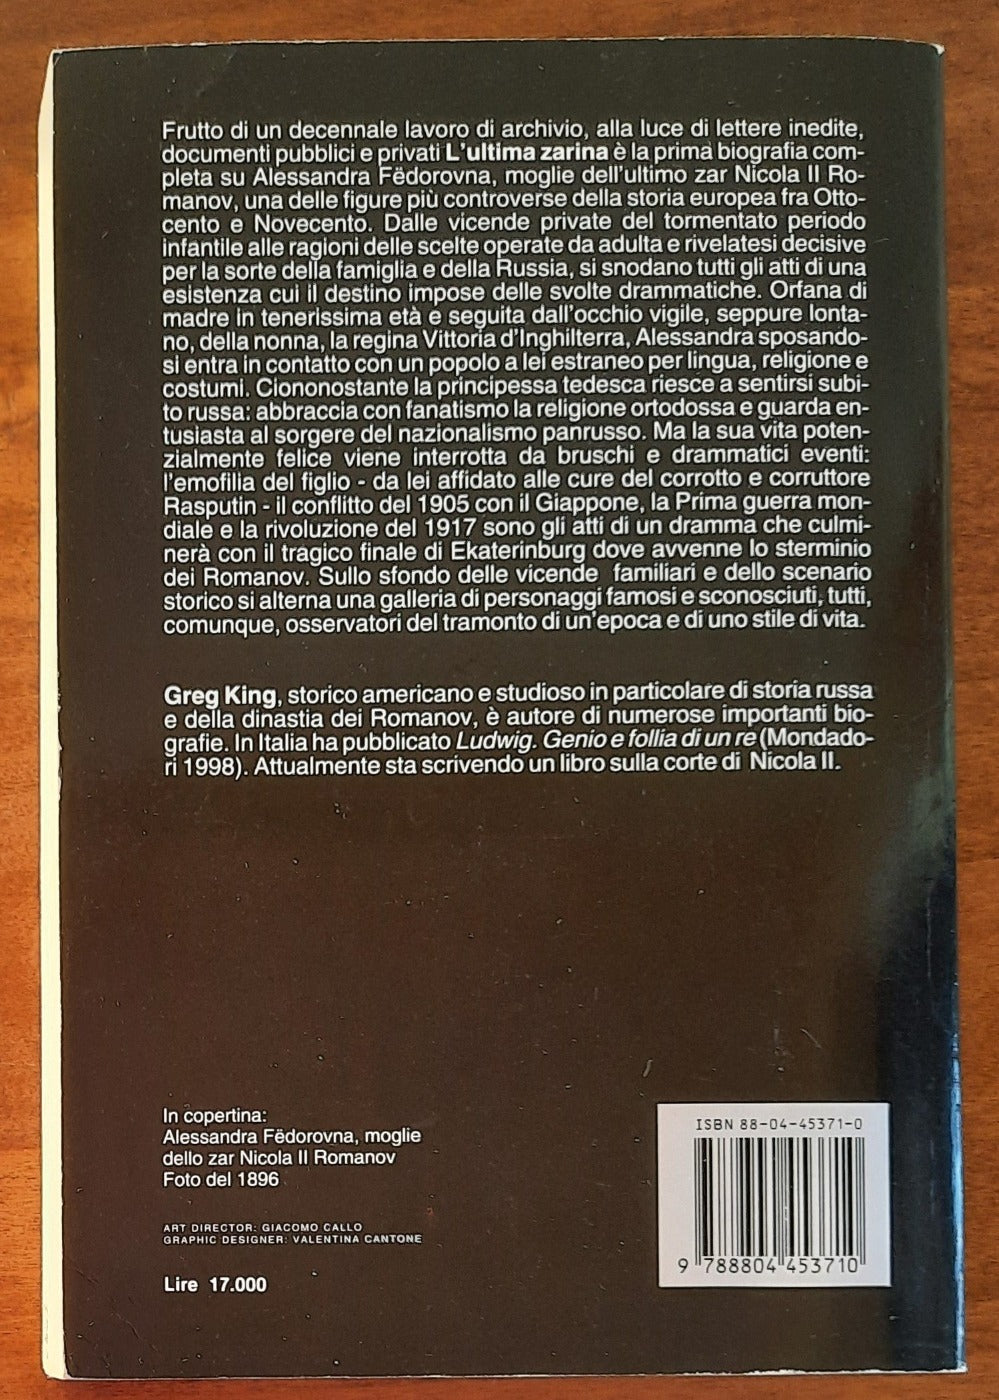 Frutto di un decennale lavoro di archivio, alla luce di lettere inedite,
documenti pubblici e privati L'ultima zarina è la prima biografia com-
pleta su Alessandra Fëdorovna, moglie dell'ultimo zar Nicola II Ro-
manov, una delle figure più controverse della storia europea fra Otto-
cento e Novecento. Dalle vicende private del tormentato periodo
infantile alle ragioni delle scelte operate da adulta e rivelatesi decisive
per la sorte della famiglia e della Russia, si snodano tutti gli atti di una
esistenza cui il destino impose delle svolte drammatiche. Orfana di
madre in tenerissima età e seguita dall'occhio vigile, seppure lonta-
no, della nonna, la regina Vittoria d'Inghilterra, Alessandra sposando-
si entra in contatto con un popolo a lei estraneo per lingua, religione e
costumi. Ciononostante la principessa tedesca riesce a sentirsi subi-
to russa: abbraccia con fanatismo la religione ortodossa e guarda en-
tusiasta al sorgere del nazionalismo panrusso. Ma la sua vita poten-
zialmente felice viene interrotta da bruschi e drammatici eventi:
l'emofilia del figlio - da lei affidato alle cure del corrotto e corruttore
Rasputin - il conflitto del 1905 con il Giappone, la Prima guerra mon-
diale e la rivoluzione del 1917 sono gli atti di un dramma che culmi-
nerà con il tragico finale di Ekaterinburg dove avvenne lo sterminio
dei Romanov. Sullo sfondo delle vicende familiari e dello scenario
storico si alterna una galleria di personaggi famosi e sconosciuti, tutti,
comunque, osservatori del tramonto di un'epoca e di uno stile di vita.
Greg King, storico americano e studioso in particolare di storia russa
e della dinastia dei Romanov, è autore di numerose importanti bio-
grafie. In Italia ha pubblicato Ludwig. Genio e follia di un re (Mondado-
ri 1998). Attualmente sta scrivendo un libro sulla corte di Nicola II.
In copertina:
Alessandra Fëdorovna, moglie
dello zar Nicola II Romanov
Foto del 1896
ART DIRECTOR: GIACOMO CALLO
GRAPHIC DESIGNER: VALENTINA CANTONE
Lire 17.000
ISBN 88-04-45371-0
9 788804 453710